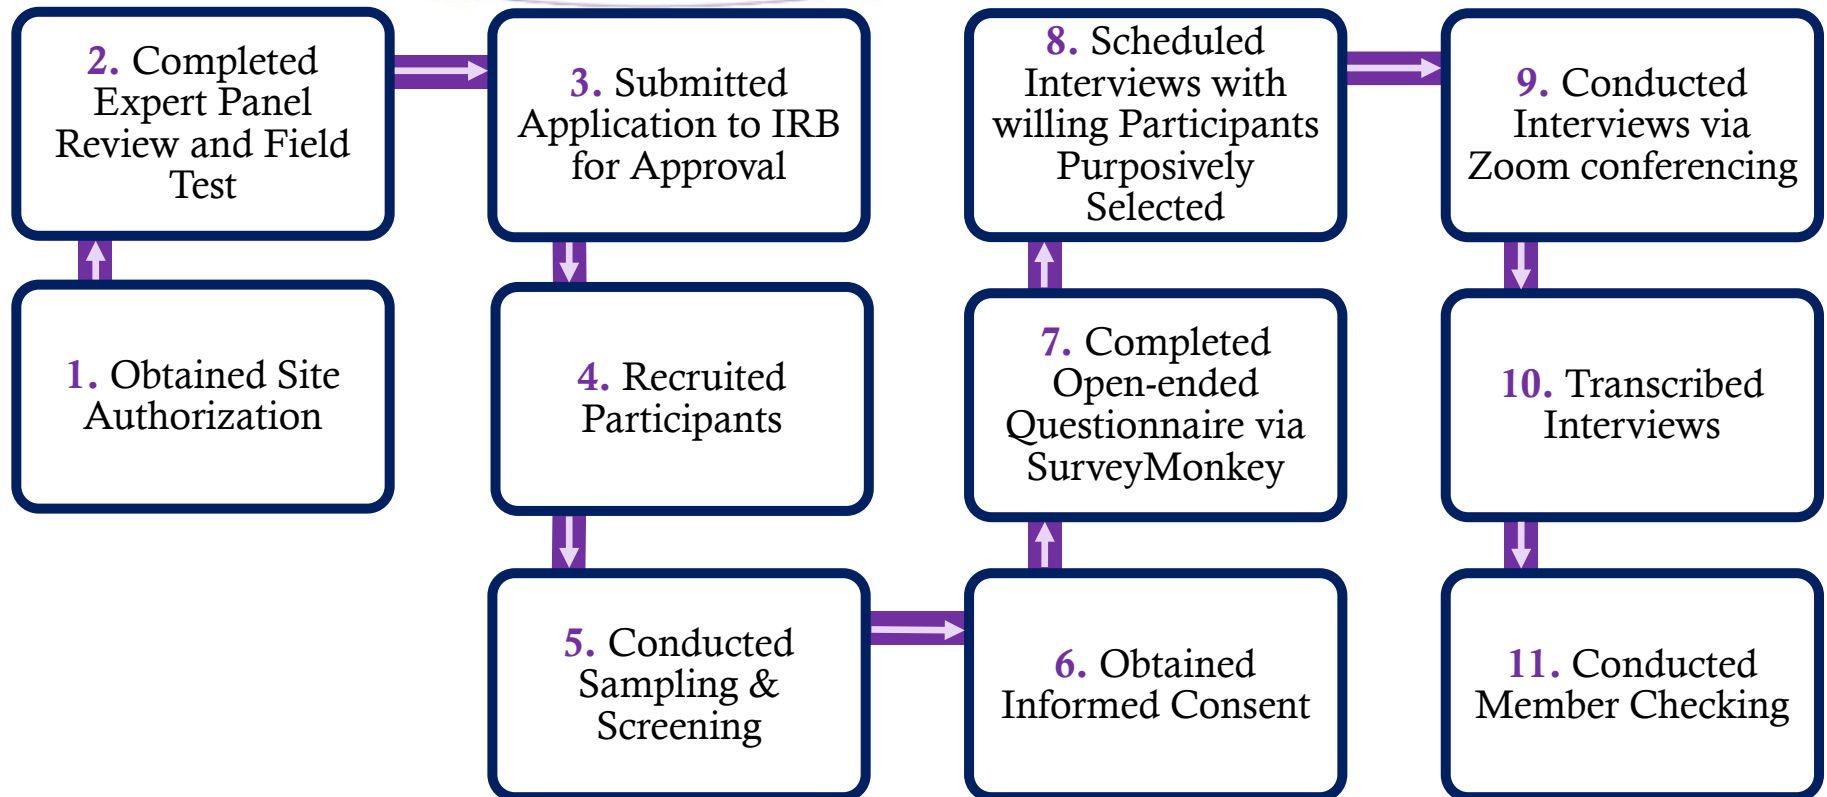 1. Obtained Site
Authorization
2. Completed
Expert Panel
Review and Field
Test
3. Submitted
Application to IRB
for Approval
4. Recruited
Participants
5. Conducted
Sampling &
Screening
6. Obtained
Informed Consent
7. Completed
Open-ended
Questionnaire via
SurveyMonkey
8. Scheduled
Interviews with
willing Participants
Purposively
Selected
9. Conducted
Interviews via
Zoom conferencing
10. Transcribed
Interviews
11. Conducted
Member Checking